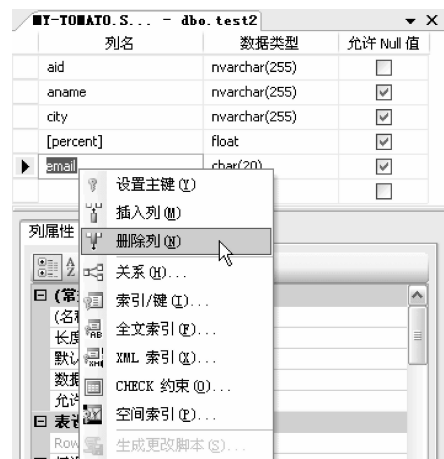 MY-TOMATO.S... - dbo.test2
列名 数据类型 允许 Null 值
aid nvarchar(255)
aname nvarchar(255)
city nvarchar(255)
[percent] float
email char(20)
设置主键(Y)
插入列(M)
列属性
删除列(N)
关系(H)...
(常
索引/键(I)...
(名称
长度
全文索引(F)...
默认
XML 索引(X)...
数据
CHECK 约束(O)...
允许
空间索引(P)...
表设
Row
生成更改脚本(S)...